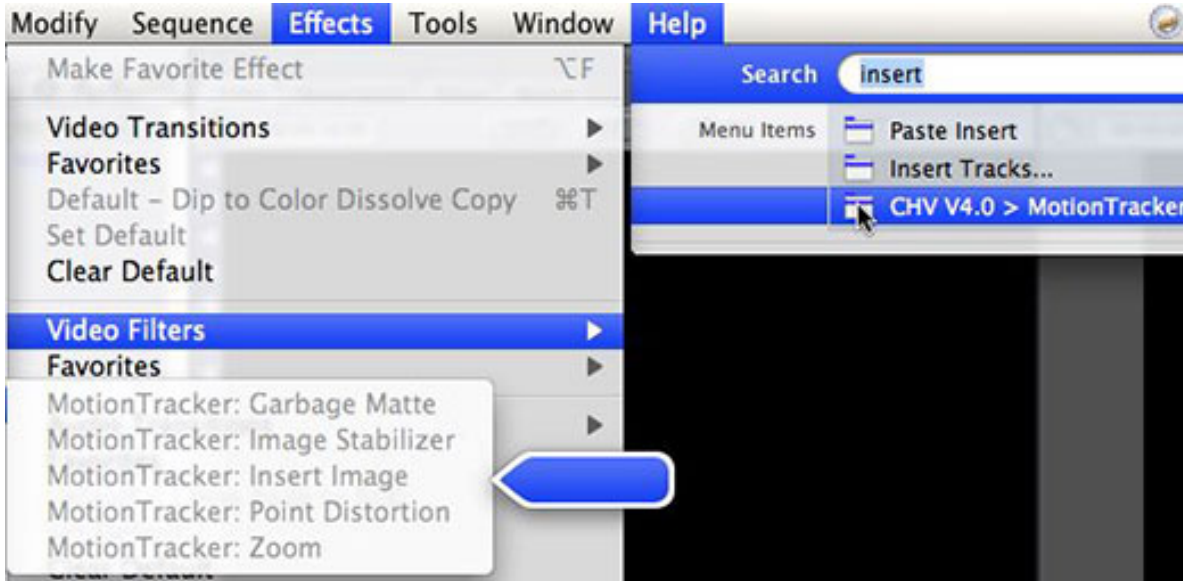 Modify Sequence Effects Tools Window Help
Make Favorite Effect ⌥F
Video Transitions
Favorites
Default – Dip to Color Dissolve Copy ⌘T
Set Default
Clear Default
Video Filters
Favorites
MotionTracker: Garbage Matte
MotionTracker: Image Stabilizer
MotionTracker: Insert Image
MotionTracker: Point Distortion
MotionTracker: Zoom
Clear Default
Search insert
Menu Items Paste Insert
Insert Tracks...
CHV V4.0 > MotionTracker